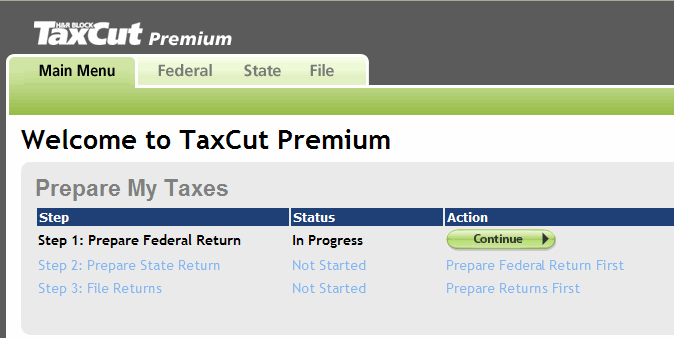 H&R BLOCK
TaxCut Premium
Main Menu Federal State File
Welcome to TaxCut Premium
Prepare My Taxes
Step Status Action
Step 1: Prepare Federal Return In Progress Continue
Step 2: Prepare State Return Not Started Prepare Federal Return First
Step 3: File Returns Not Started Prepare Returns First